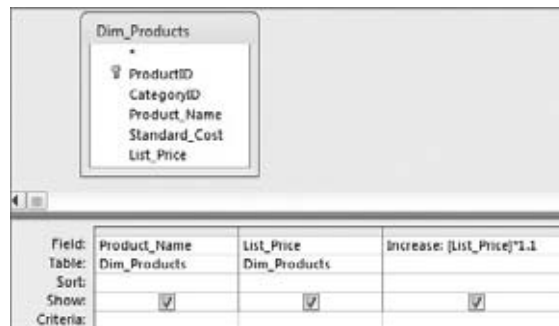 Dim_Products
*
ProductID
CategoryID
Product_Name
Standard_Cost
List_Price
Field: Product_Name List_Price Increase: [List_Price]*1.1
Table: Dim_Products Dim_Products
Sort:
Show:
Criteria: